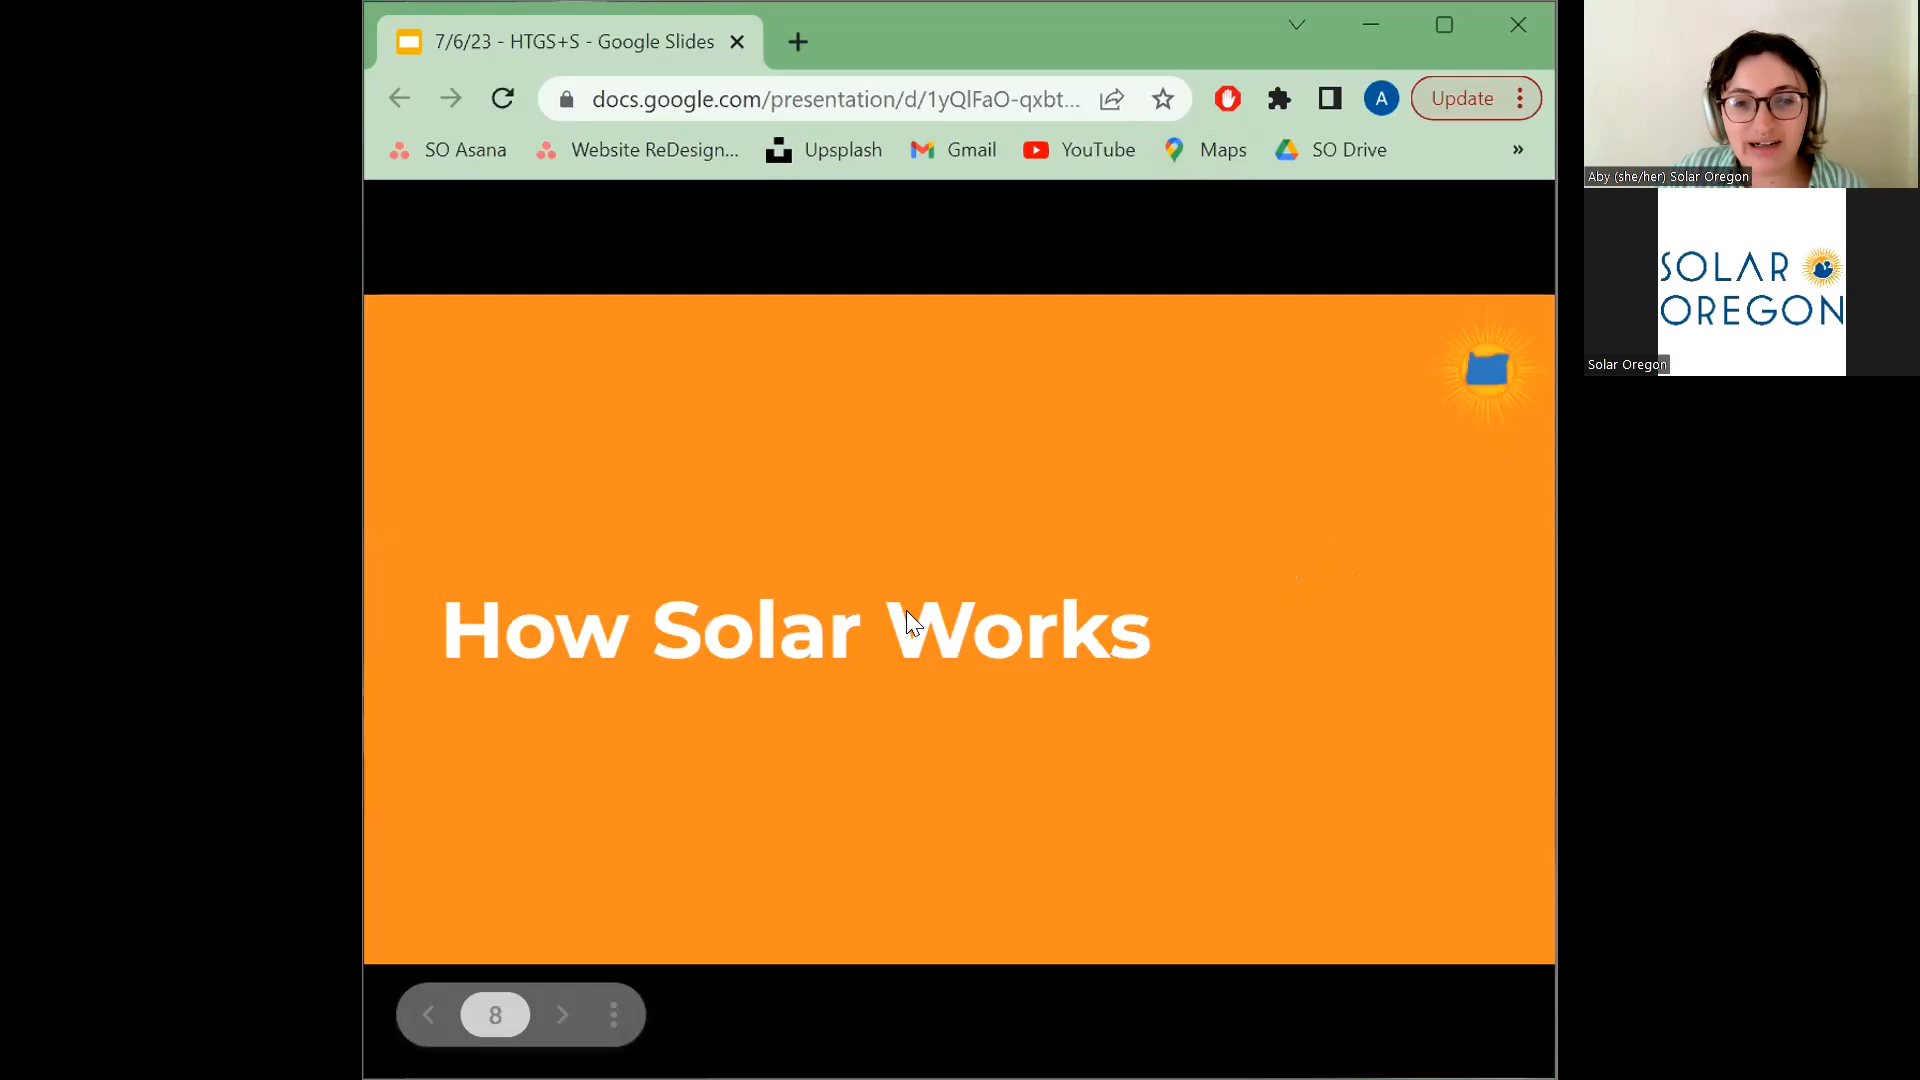 7/6/23 - HTGS+S - Google Slides
docs.google.com/presentation/d/1yQlFaO-qxbt...
A
Update
SO Asana
Website ReDesign...
Upsplash
Gmail
YouTube
Maps
SO Drive
»
How Solar Works
8
Aby (she/her) Solar Oregon
SOLAR
OREGON
Solar Oregon